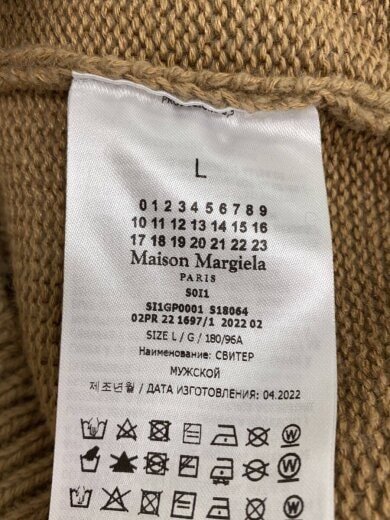 L
0 1 2 3 4 5 6 7 8 9
10 11 12 13 14 15 16
17 18 19 20 21 22 23
Maison Margiela
PARIS
S0I1
SI1GP0001 S18064
02PR 22 1697/1 2022 02
SIZE L / G / 180/96A
Наименование: СВИТЕР
МУЖСКОЙ
제조년월 / ДАТА ИЗГОТОВЛЕНИЯ: 04.2022